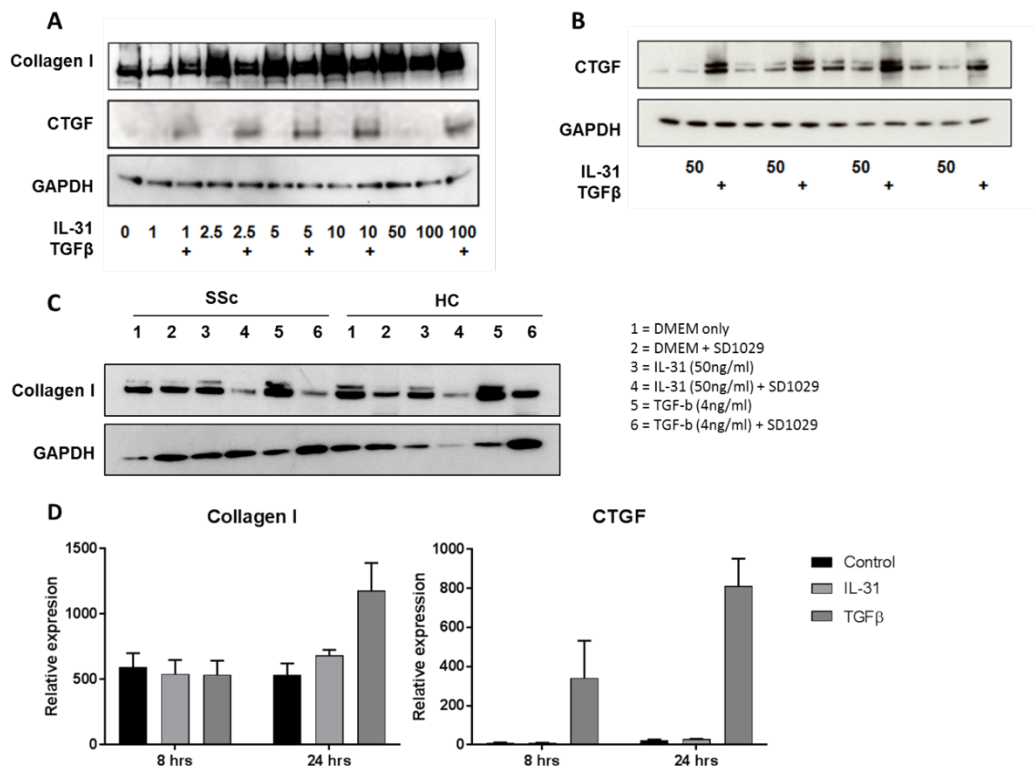 A
Collagen I
CTGF
GAPDH
IL-31 0 1 1 2.5 2.5 5 5 10 10 50 100 100
TGFβ + + + + +
B
CTGF
GAPDH
IL-31 50 50 50 50
TGFβ + + + +
C
SSc HC
1 2 3 4 5 6 1 2 3 4 5 6
Collagen I
GAPDH
1 = DMEM only
2 = DMEM + SD1029
3 = IL-31 (50ng/ml)
4 = IL-31 (50ng/ml) + SD1029
5 = TGF-b (4ng/ml)
6 = TGF-b (4ng/ml) + SD1029
D
Collagen I
Relative expression
1500
1000
500
0
8 hrs 24 hrs
CTGF
Relative expression
1000
800
600
400
200
0
8 hrs 24 hrs
Control
IL-31
TGFβ